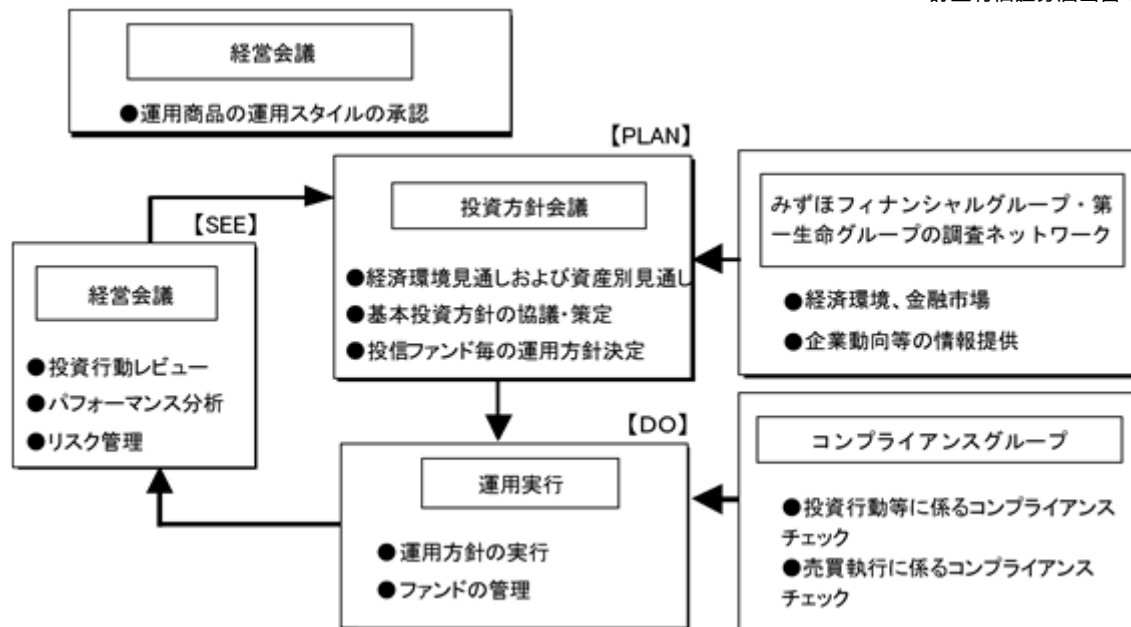 経営会議
●運用商品の運用スタイルの承認
【PLAN】
投資方針会議
●経済環境見通しおよび資産別見通し
●基本投資方針の協議・策定
●投信ファンド毎の運用方針決定
みずほフィナンシャルグループ・第
一生命グループの調査ネットワーク
●経済環境、金融市場
●企業動向等の情報提供
【SEE】
経営会議
●投資行動レビュー
●パフォーマンス分析
●リスク管理
【DO】
運用実行
●運用方針の実行
●ファンドの管理
コンプライアンスグループ
●投資行動等に係るコンプライアンス
チェック
●売買執行に係るコンプライアンス
チェック